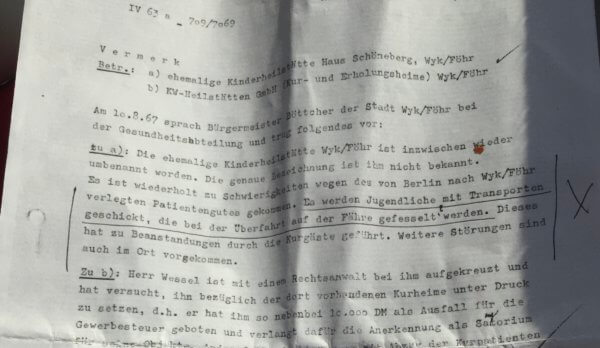 IV 63 a - 709/7069
V e r m e r k
Betr.: a) ehemalige Kinderheilstätte Haus Schöneberg, Wyk/Föhr
b) KW-Heilstätten GmbH (Kur- und Erholungsheime) Wyk/Föhr
Am 10.8.67 sprach Bürgermeister Böttcher der Stadt Wyk/Föhr bei
der Gesundheitsabteilung und trug folgendes vor:
zu a): Die ehemalige Kinderheilstätte Wyk/Föhr ist inzwischen wieder
umbenannt worden. Die genaue Bezeichnung ist ihm nicht bekannt.
Es ist wiederholt zu Schwierigkeiten wegen des von Berlin nach Wyk/Föhr
verlegten Patientengutes gekommen. Es werden Jugendliche mit Transporten
geschickt, die bei der Überfahrt auf der Fähre gefesselt werden. Dieses
hat zu Beanstandungen durch die Kurgäste geführt. Weitere Störungen sind
auch im Ort vorgekommen.
Zu b): Herr Wessel ist mit einem Rechtsanwalt bei ihm aufgekreuzt und
hat versucht, ihn bezüglich der dort vorhandenen Kurheime unter Druck
zu setzen, d.h. er hat ihm so nebenbei 10.000 DM als Ausfall für die
Gewerbesteuer geboten und verlangt dafür die Anerkennung als
für seine der Kurpatienten